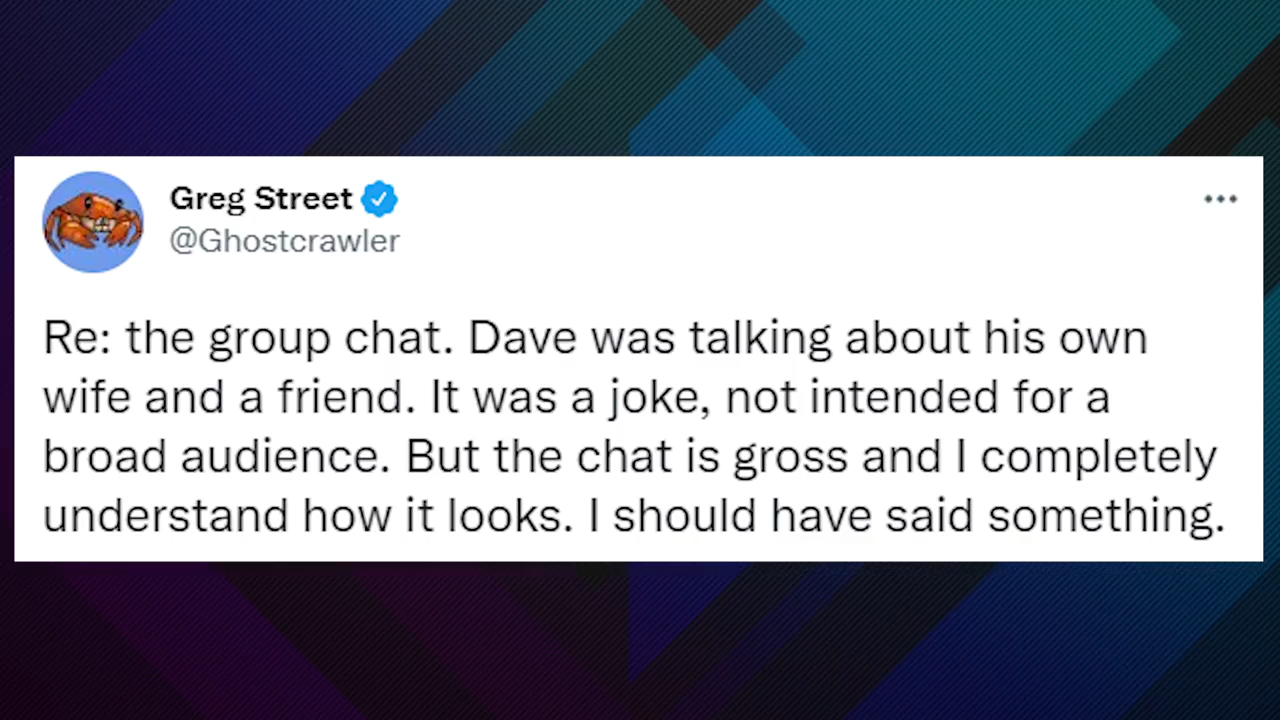 Greg Street
@Ghostcrawler
Re: the group chat. Dave was talking about his own
wife and a friend. It was a joke, not intended for a
broad audience. But the chat is gross and I completely
understand how it looks. I should have said something.